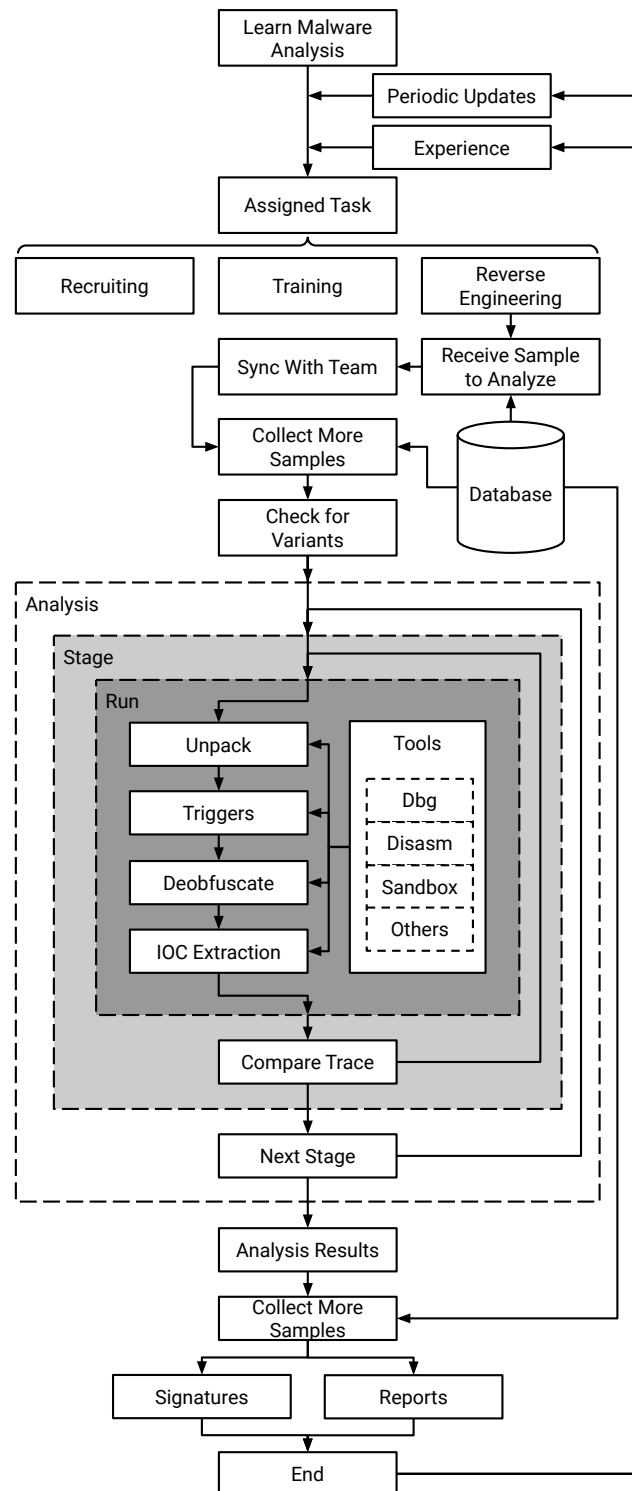 Learn Malware
Analysis
Periodic Updates
Experience
Assigned Task
Recruiting
Training
Reverse
Engineering
Sync With Team
Receive Sample
to Analyze
Collect More
Samples
Database
Check for
Variants
Analysis
Stage
Run
Unpack
Triggers
Deobfuscate
IOC Extraction
Tools
Dbg
Disasm
Sandbox
Others
Compare Trace
Next Stage
Analysis Results
Collect More
Samples
Signatures
Reports
End